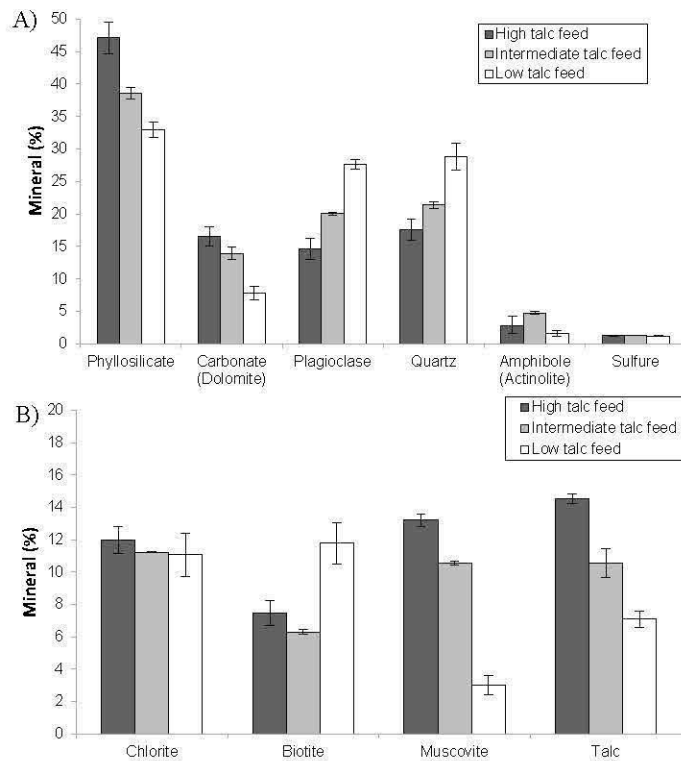 A)
50
45
40
35
30
25
20
15
10
5
0
Mineral (%)
High talc feed
Intermediate talc feed
Low talc feed
Phyllosilicate
Carbonate
(Dolomite)
Plagioclase
Quartz
Amphibole
(Actinolite)
Sulfure
B)
20
18
16
14
12
10
8
6
4
2
0
Mineral (%)
High talc feed
Intermediate talc feed
Low talc feed
Chlorite
Biotite
Muscovite
Talc